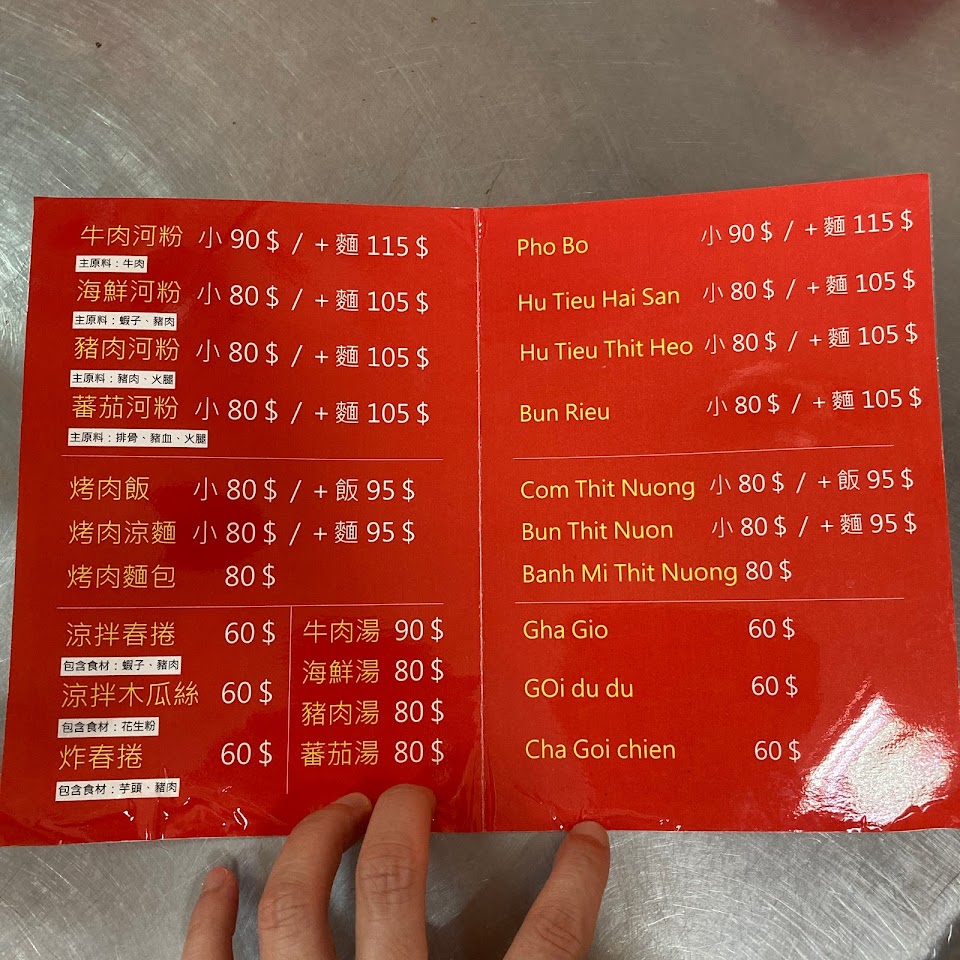 牛肉河粉 小 90 $ / + 麵 115 $
主原料：牛肉
海鮮河粉 小 80 $ / + 麵 105 $
主原料：蝦子、豬肉
豬肉河粉 小 80 $ / + 麵 105 $
主原料：豬肉、火腿
蕃茄河粉 小 80 $ / + 麵 105 $
主原料：排骨、豬血、火腿
烤肉飯 小 80 $ / + 飯 95 $
烤肉涼麵 小 80 $ / + 麵 95 $
烤肉麵包 80 $
涼拌春捲 60 $
包含食材：蝦子、豬肉
涼拌木瓜絲 60 $
包含食材：花生粉
炸春捲 60 $
包含食材：芋頭、豬肉
牛肉湯 90 $
海鮮湯 80 $
豬肉湯 80 $
蕃茄湯 80 $
Pho Bo 小 90 $ / + 麵 115 $
Hu Tieu Hai San 小 80 $ / + 麵 105 $
Hu Tieu Thit Heo 小 80 $ / + 麵 105 $
Bun Rieu 小 80 $ / + 麵 105 $
Com Thit Nuong 小 80 $ / + 飯 95 $
Bun Thit Nuon 小 80 $ / + 麵 95 $
Banh Mi Thit Nuong 80 $
Gha Gio 60 $
GOi du du 60 $
Cha Goi chien 60 $